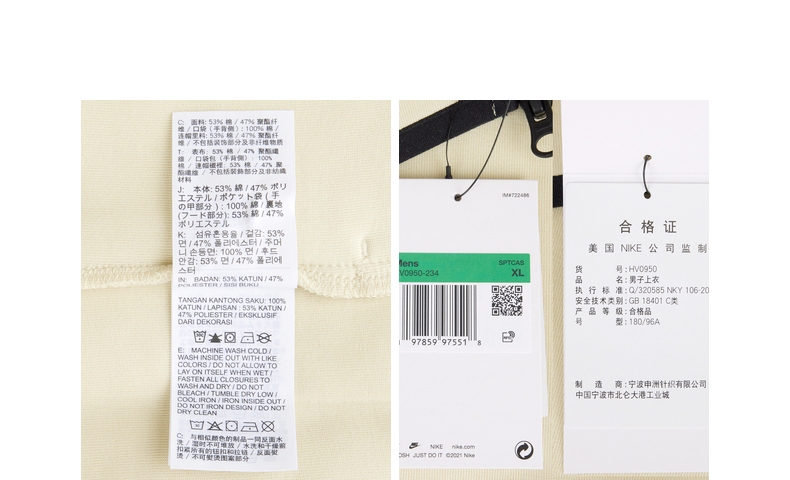 C: 面料: 53% 棉 / 47% 聚酯纤
维 / 口袋 (手背侧) : 100% 棉 /
连帽里料: 53% 棉 / 47% 聚酯纤
维 / 不包括装饰部分及非纤维物质
T: 表布: 53% 棉 / 47% 聚酯纖
維 / 口袋包 (手背側) : 100%
棉 / 連帽襯裡: 53% 棉 / 47% 聚
酯纖維 / 不包括裝飾部分及非紡織
材料
J: 本体: 53% 綿 / 47% ポリ
エステル / ポケット袋 ( 手
の甲部分 ) : 100% 綿 / 裏地
(フード部分): 53% 綿 / 47%
ポリエステル
K: 섬유혼용율 / 겉감: 53%
면 / 47% 폴리에스터 / 주머
니 손등면: 100% 면 / 후드
안감: 53% 면 / 47% 폴리에
스터
IN: BADAN: 53% KATUN / 47%
POLIESTER / SISI BUKU
TANGAN KANTONG SAKU: 100%
KATUN / LAPISAN : 53% KATUN /
47% POLIESTER / EKSKLUSIF
DARI DEKORASI
E: MACHINE WASH COLD /
WASH INSIDE OUT WITH LIKE
COLORS / DO NOT ALLOW TO
LAY ON ITSELF WHEN WET /
FASTEN ALL CLOSURES TO
WASH AND DRY / DO NOT
BLEACH / TUMBLE DRY LOW /
COOL IRON / IRON INSIDE OUT /
DO NOT IRON DESIGN / DO NOT
DRY CLEAN
C: 与相似颜色的制品一同反面水
洗 / 湿时不可堆放 / 水洗和干燥前
扣紧所有的钮扣和拉链 / 反面熨
烫 / 不可熨烫图案部分
IM#722486
Mens
SPTCAS
V0950-234
XL
97859 97551 8
NIKE nike.com
JUST DO IT ©2021 Nike
合格证
美国 NIKE 公司监制
货 号: HV0950
品 名: 男子上衣
执 行 标 准: Q/320585 NKY 106-20
安全技术类别: GB 18401 C类
产 品 等 级: 合格品
号 型: 180/96A
制 造 商: 宁波申洲针织有限公司
中国宁波市北仑大港工业城